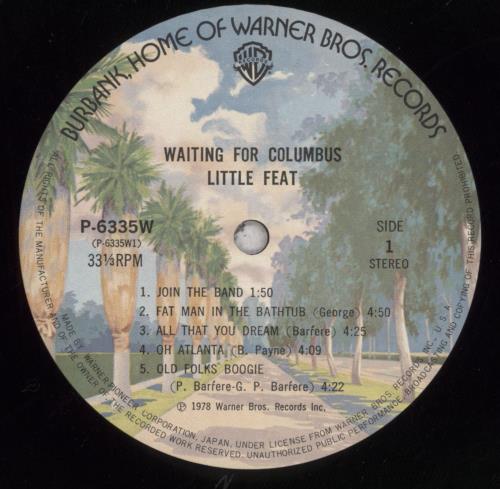 BURBANK, HOME OF WARNER BROS. RECORDS
WAITING FOR COLUMBUS
LITTLE FEAT
P-6335W
(P-6335W1)
33⅓RPM
SIDE
1
STEREO
1. JOIN THE BAND 1:50
2. FAT MAN IN THE BATHTUB (George) 4:50
3. ALL THAT YOU DREAM (Barfere) 4:25
4. OH ATLANTA (B. Payne) 4:09
5. OLD FOLKS' BOOGIE
(P. Barfere-G. P. Barfere) 4:22
Ⓟ 1978 Warner Bros. Records Inc.
MADE BY WARNER-PIONEER CORPORATION, JAPAN, UNDER LICENSE FROM WARNER BROS. RECORDS INC., U.S.A.
ALL RIGHTS OF THE MANUFACTURER AND OF THE OWNER OF THE RECORDED WORK RESERVED. UNAUTHORIZED PUBLIC PERFORMANCE, BROADCASTING AND COPYING OF THIS RECORD PROHIBITED.